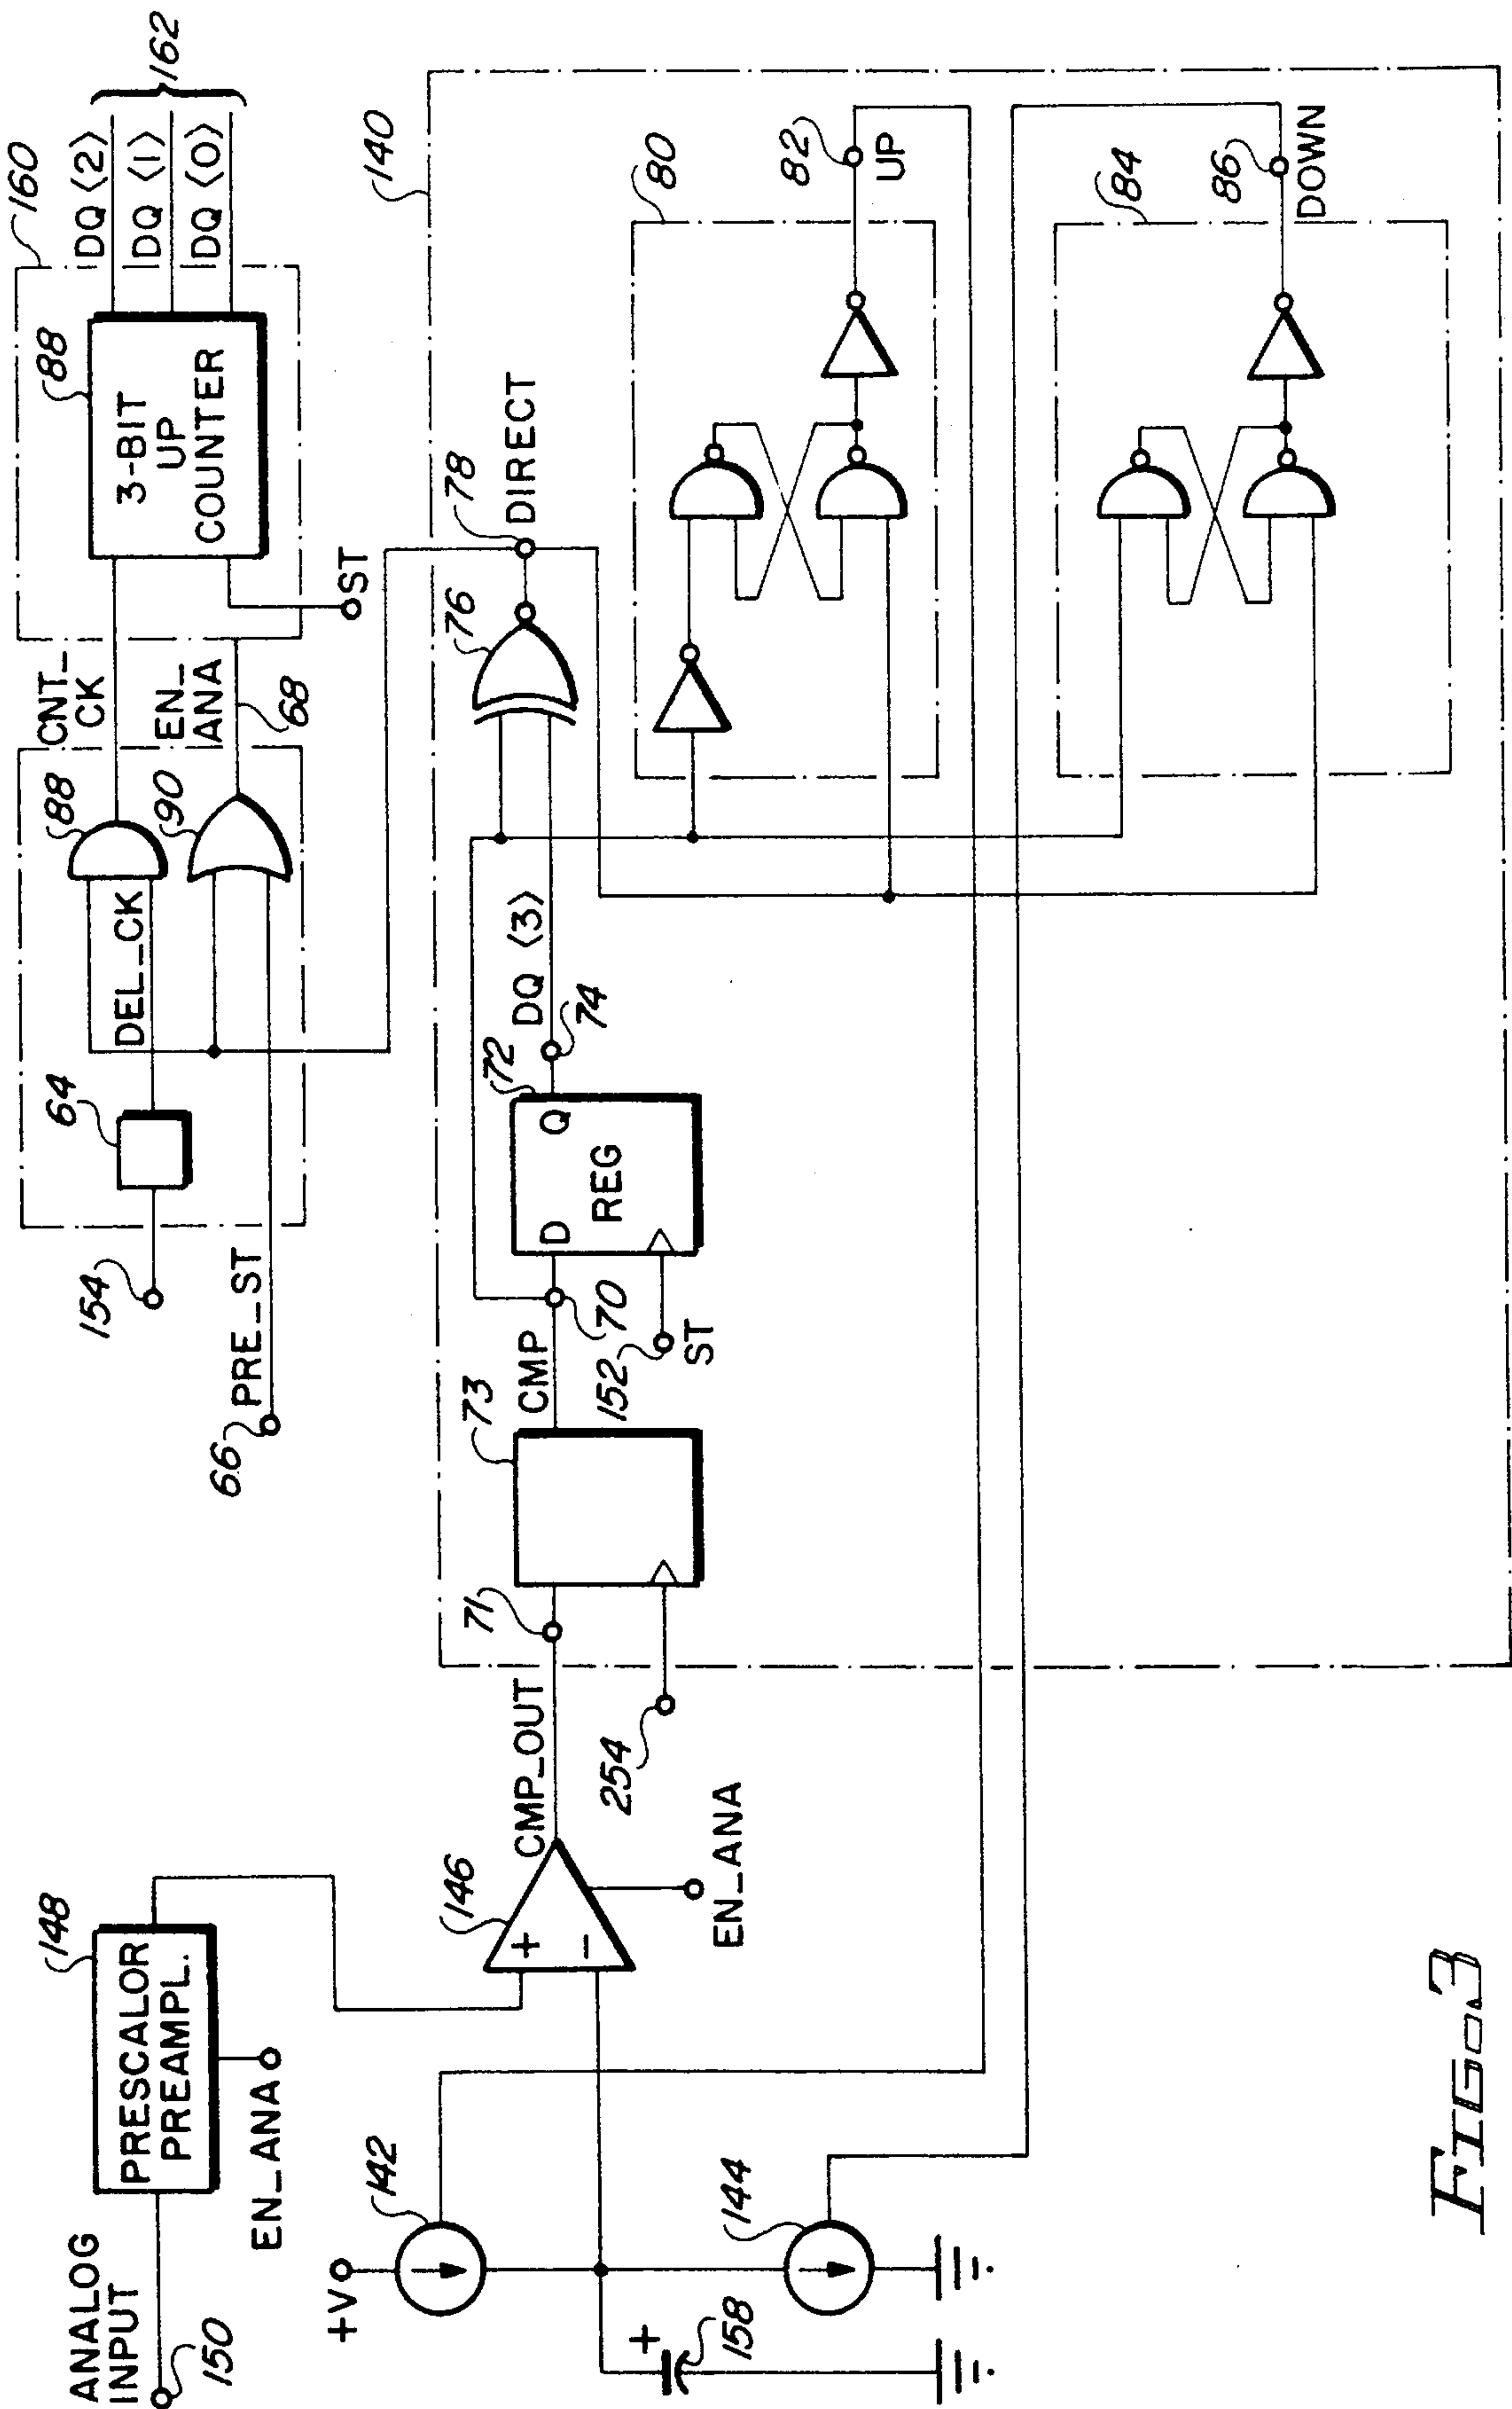 ANALOG
INPUT
150
148
PRESCALOR
PREAMPL.
EN_ANA
+V
142
144
+
158
146
+
−
CMP_OUT
EN_ANA
154
66
PRE_ST
64
DEL_CK
88
90
CNT_
CK
EN_
ANA
68
160
88
3-BIT
UP
COUNTER
ST
DQ ⟨2⟩
DQ ⟨1⟩
DQ ⟨0⟩
162
140
71
254
73
CMP
70
152
ST
72
D
Q
REG
74
DQ ⟨3⟩
76
78
DIRECT
80
82
UP
84
86
DOWN
FIG. 3